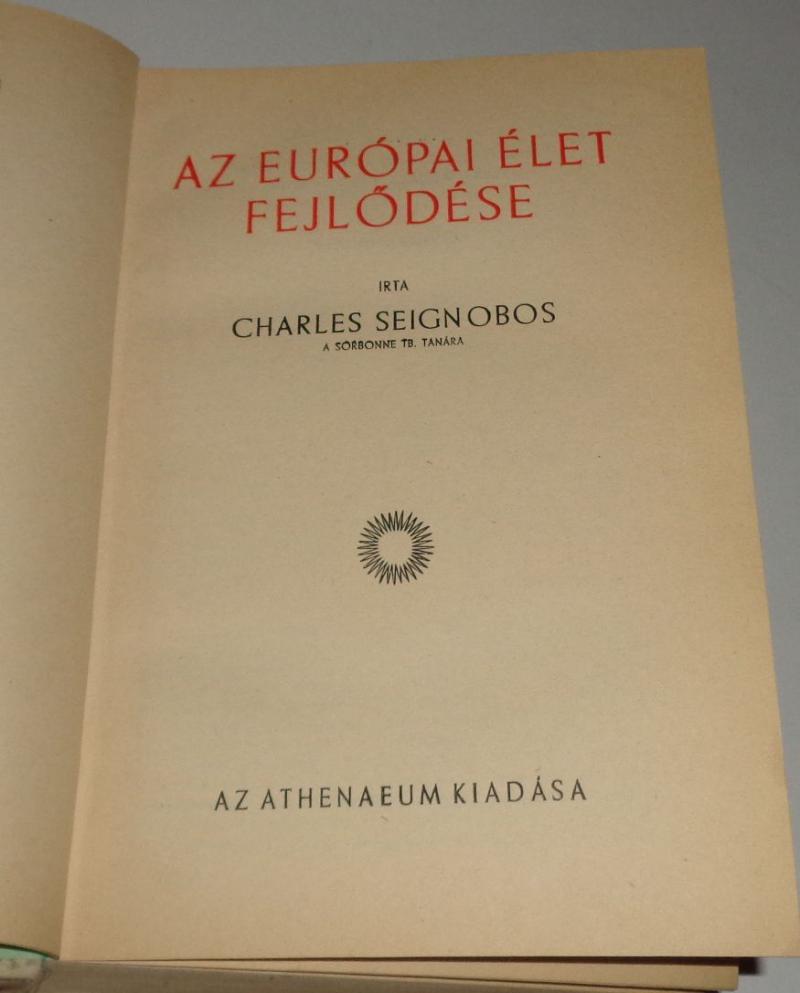 AZ EURÓPAI ÉLET
FEJLŐDÉSE
IRTA
CHARLES SEIGNOBOS
A SORBONNE TB. TANÁRA
AZ ATHENAEUM KIADÁSA